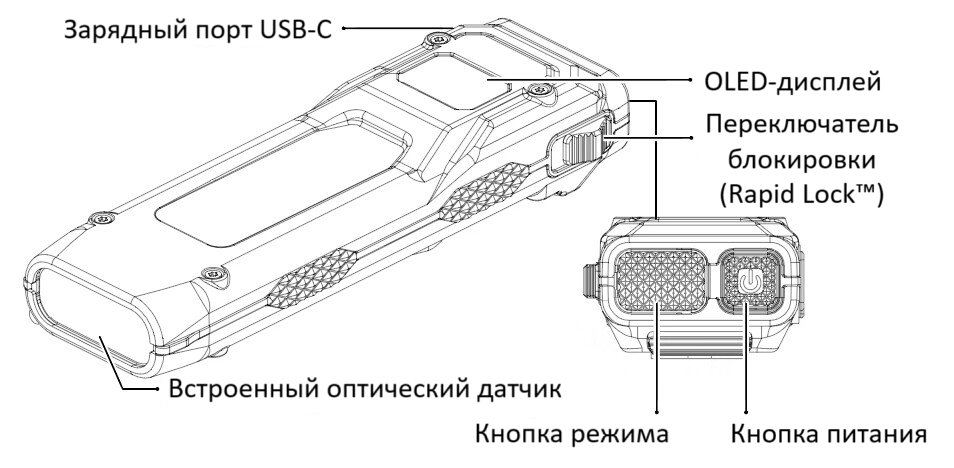 Зарядный порт USB-C
OLED-дисплей
Переключатель
блокировки
(Rapid Lock™)
Встроенный оптический датчик
Кнопка режима
Кнопка питания